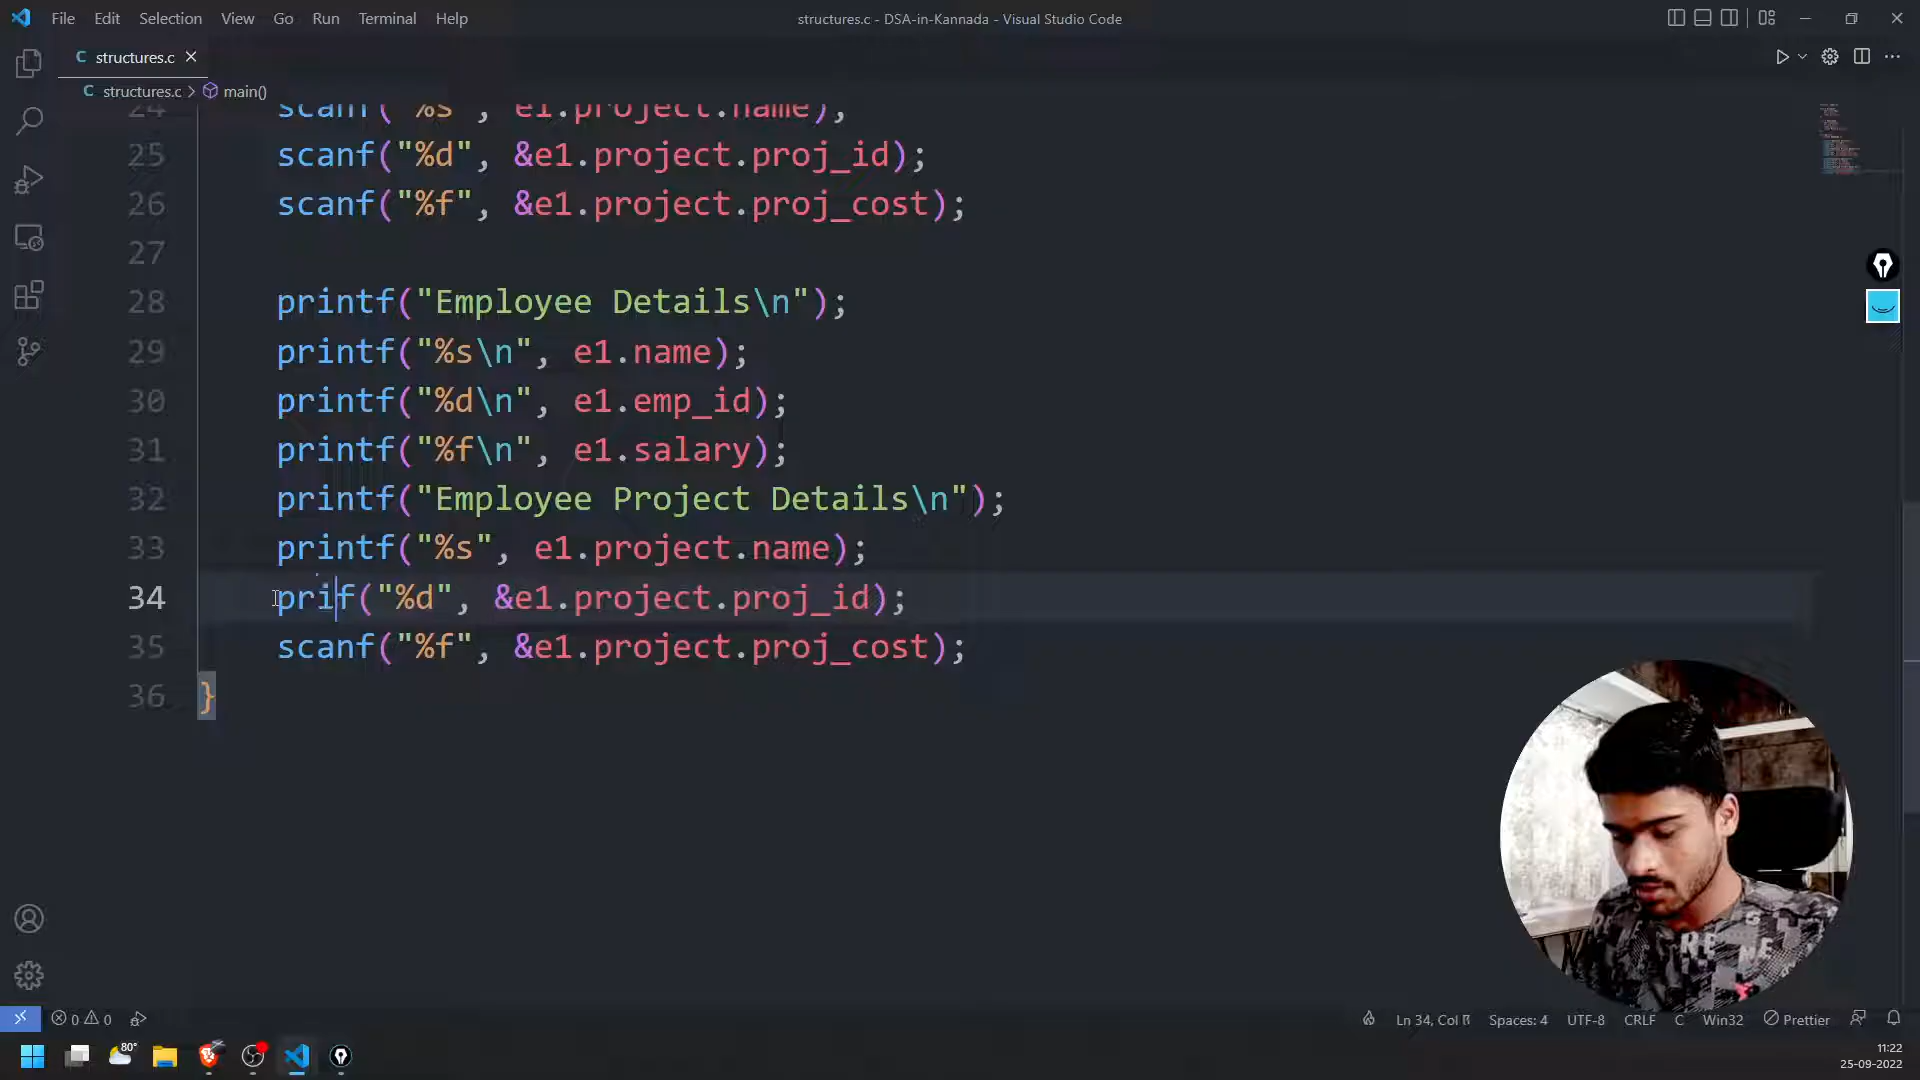 File Edit Selection View Go Run Terminal Help
structures.c - DSA-in-Kannada - Visual Studio Code
C structures.c
C structures.c > main()
24 scanf("%s", e1.project.name);
25 scanf("%d", &e1.project.proj_id);
26 scanf("%f", &e1.project.proj_cost);
27
28 printf("Employee Details\n");
29 printf("%s\n", e1.name);
30 printf("%d\n", e1.emp_id);
31 printf("%f\n", e1.salary);
32 printf("Employee Project Details\n");
33 printf("%s", e1.project.name);
34 prif("%d", &e1.project.proj_id);
35 scanf("%f", &e1.project.proj_cost);
36 }
0 0
Ln 34, Col
Spaces: 4 UTF-8 CRLF C Win32 Prettier
80°
11:22
25-09-2022